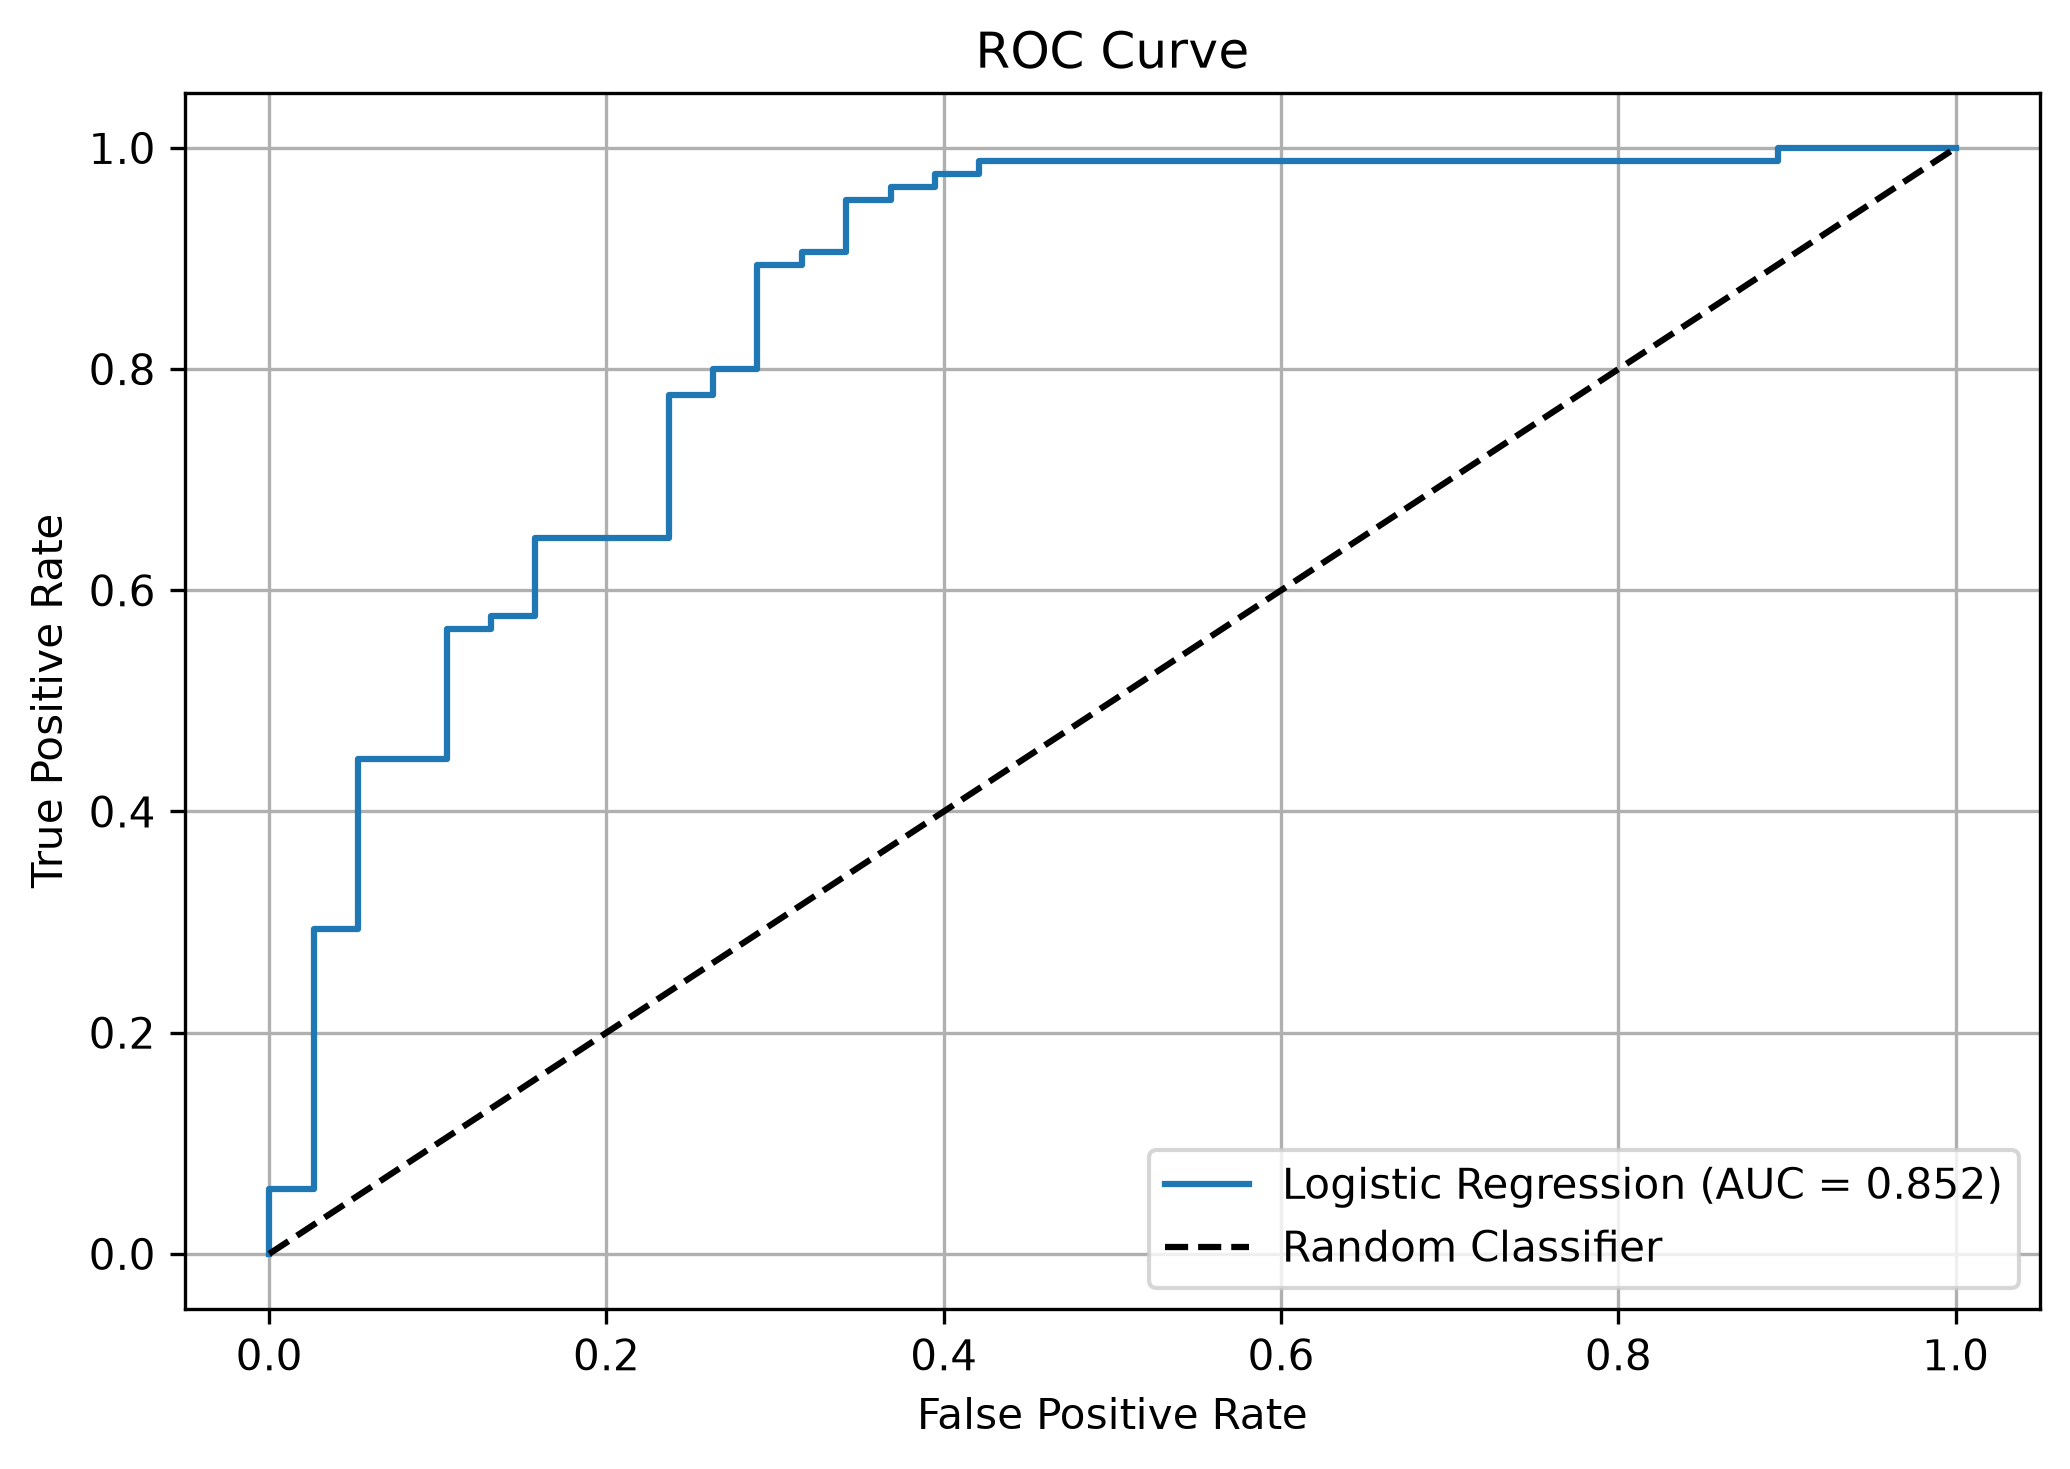 ROC Curve
1.0
0.8
0.6
0.4
0.2
0.0
True Positive Rate
Logistic Regression (AUC = 0.852)
Random Classifier
0.0 0.2 0.4 0.6 0.8 1.0
False Positive Rate